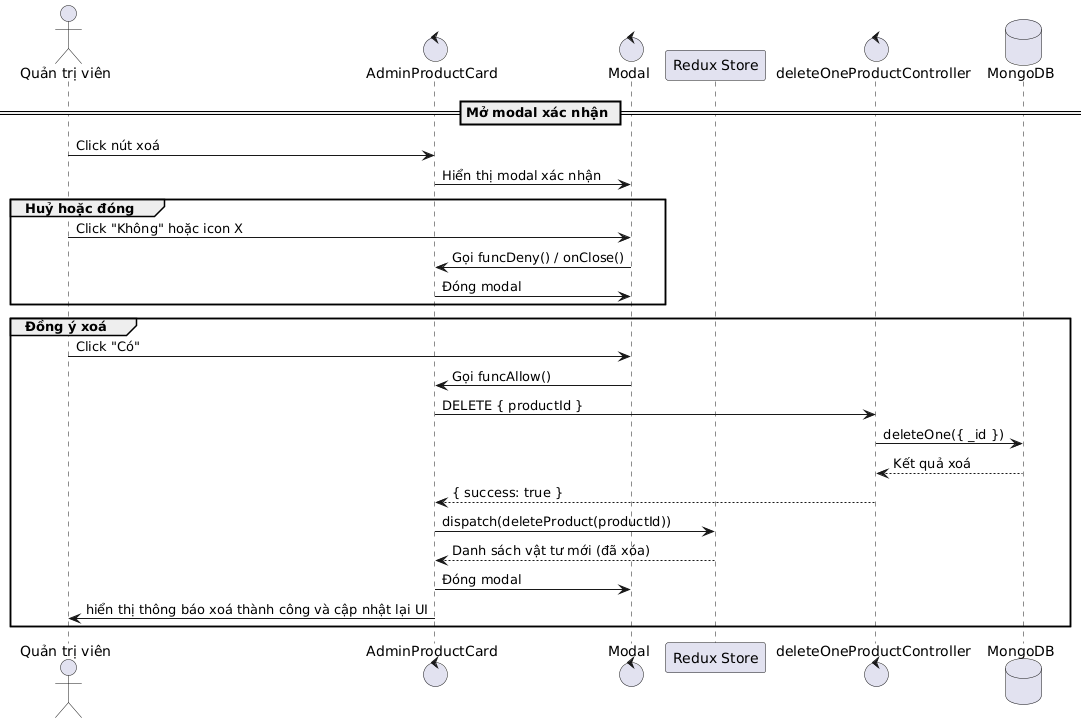 Quản trị viên
AdminProductCard
Modal
Redux Store
deleteOneProductController
MongoDB
Mở modal xác nhận
Click nút xoá
Hiển thị modal xác nhận
Huỷ hoặc đóng
Click "Không" hoặc icon X
Gọi funcDeny() / onClose()
Đóng modal
Đồng ý xoá
Click "Có"
Gọi funcAllow()
DELETE { productId }
deleteOne({ _id })
Kết quả xoá
{ success: true }
dispatch(deleteProduct(productId))
Danh sách vật tư mới (đã xóa)
Đóng modal
hiển thị thông báo xoá thành công và cập nhật lại UI
Quản trị viên
AdminProductCard
Modal
Redux Store
deleteOneProductController
MongoDB